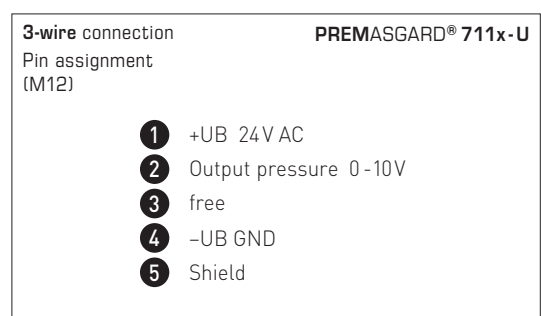 3-wire connection PREMASGARD® 711x-U
Pin assignment
(M12)
1 +UB 24V AC
2 Output pressure 0-10V
3 free
4 –UB GND
5 Shield